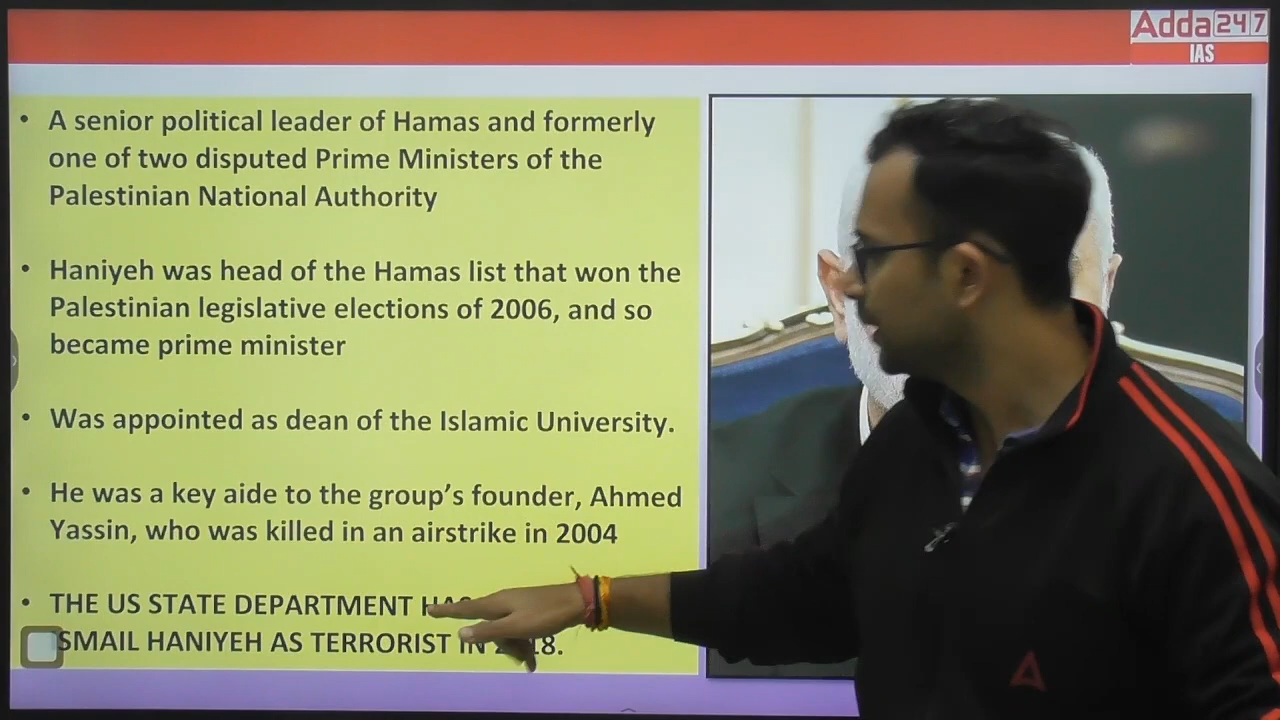 Adda247
IAS
• A senior political leader of Hamas and formerly
one of two disputed Prime Ministers of the
Palestinian National Authority
• Haniyeh was head of the Hamas list that won the
Palestinian legislative elections of 2006, and so
became prime minister
• Was appointed as dean of the Islamic University.
• He was a key aide to the group's founder, Ahmed
Yassin, who was killed in an airstrike in 2004
• THE US STATE DEPARTMENT
ISMAIL HANIYEH AS TERRORIST IN